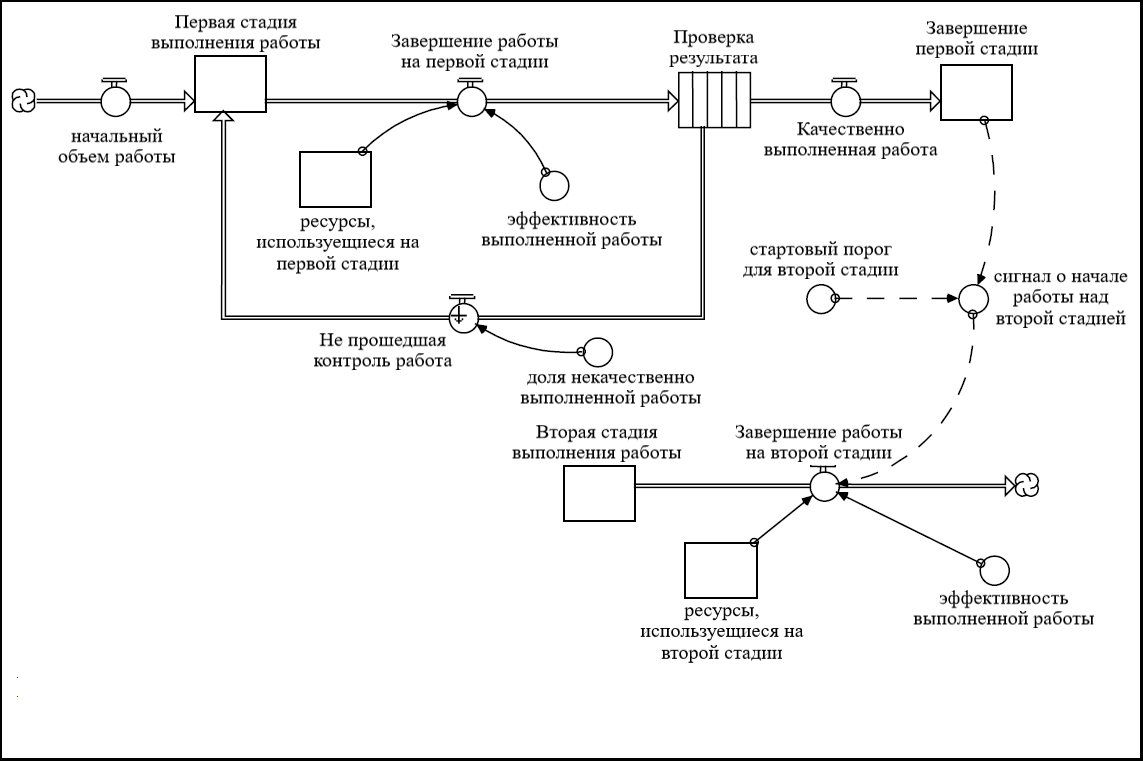 Первая стадия
выполнения работы
Завершение работы
на первой стадии
Проверка
результата
Завершение
первой стадии
начальный
объем работы
Качественно
выполненная работа
ресурсы,
используещиеся на
первой стадии
эффективность
выполненной работы
стартовый порог
для второй стадии
сигнал о начале
работы над
второй стадией
Не прошедшая
контроль работа
доля некачественно
выполненной работы
Вторая стадия
выполнения работы
Завершение работы
на второй стадии
ресурсы,
используещиеся на
второй стадии
эффективность
выполненной работы